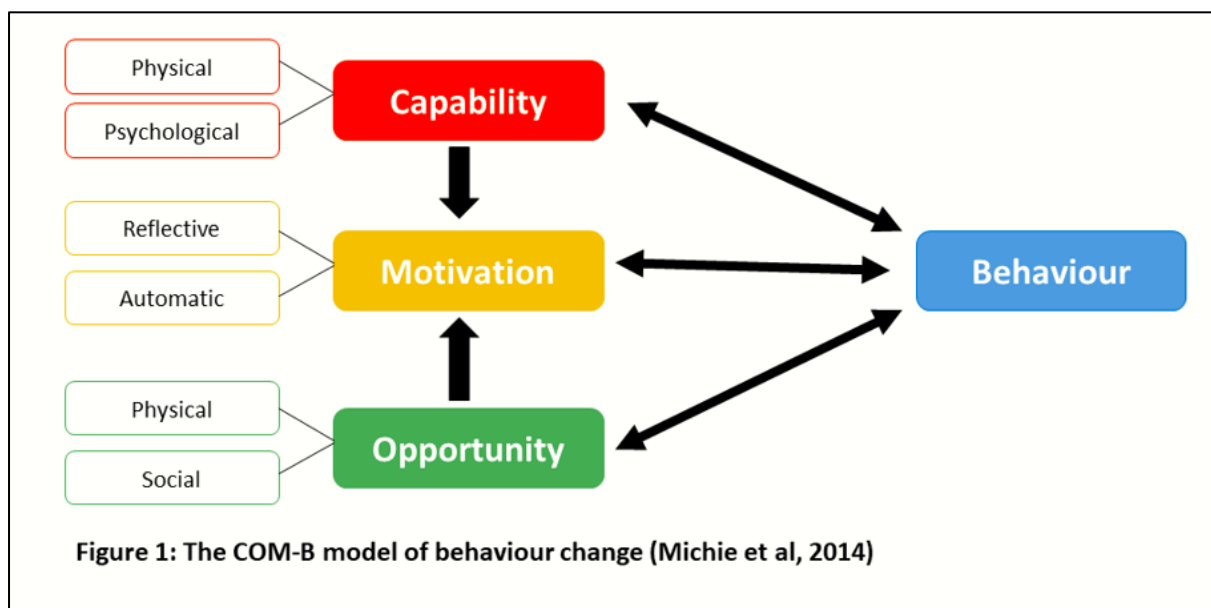 Physical
Psychological
Capability
Reflective
Automatic
Motivation
Behaviour
Physical
Social
Opportunity
Figure 1: The COM-B model of behaviour change (Michie et al, 2014)